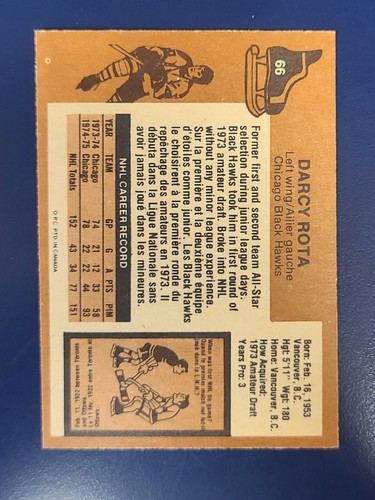 66
DARCY ROTA
Left wing/Ailier gauche
Chicago Black Hawks
Born: Feb. 16, 1953
Vancouver, B.C.
Home: Vancouver, B.C.
Hgt: 5'11" Wgt: 180
How Acquired:
1973 Amateur Draft
Years Pro: 3
Former first and second team All-Star
selection during junior league days.
Black Hawks took him in first round of
1973 amateur draft. Broke into NHL
without any minor league experience.
Sur la première et la deuxième équipe
d'étoiles comme junior. Les Black Hawks
le choisirent à la première ronde du
repêchage des amateurs en 1973. Il
débuta dans la Ligue Nationale sans
avoir jamais joué dans les mineures.
NHL CAREER RECORD
YEAR TEAM GP G A PTS PIM
1973-74 Chicago 74 21 12 33 58
1974-75 Chicago 78 22 22 44 93
NHL Totals 152 43 34 77 151
O.P.C. PTD. IN CANADA